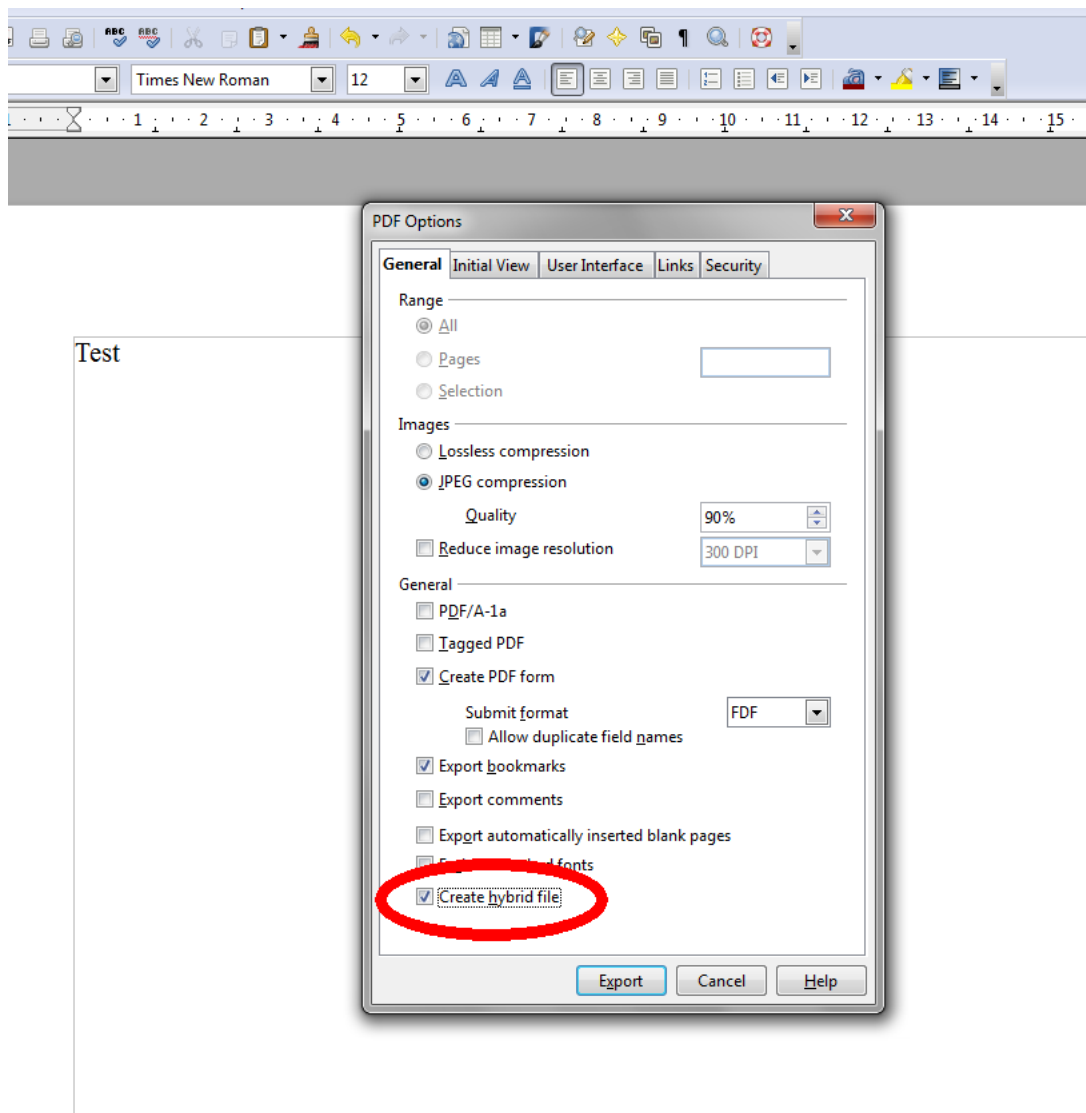 ABC ABC
Times New Roman 12
1 1 2 3 4 5 6 7 8 9 10 11 12 13 14 15
PDF Options
General Initial View User Interface Links Security
Range
All
Test
Pages
Selection
Images
Lossless compression
JPEG compression
Quality 90%
Reduce image resolution 300 DPI
General
PDF/A-1a
Tagged PDF
Create PDF form
Submit format FDF
Allow duplicate field names
Export bookmarks
Export comments
Export automatically inserted blank pages
fonts
Create hybrid file
Export Cancel Help